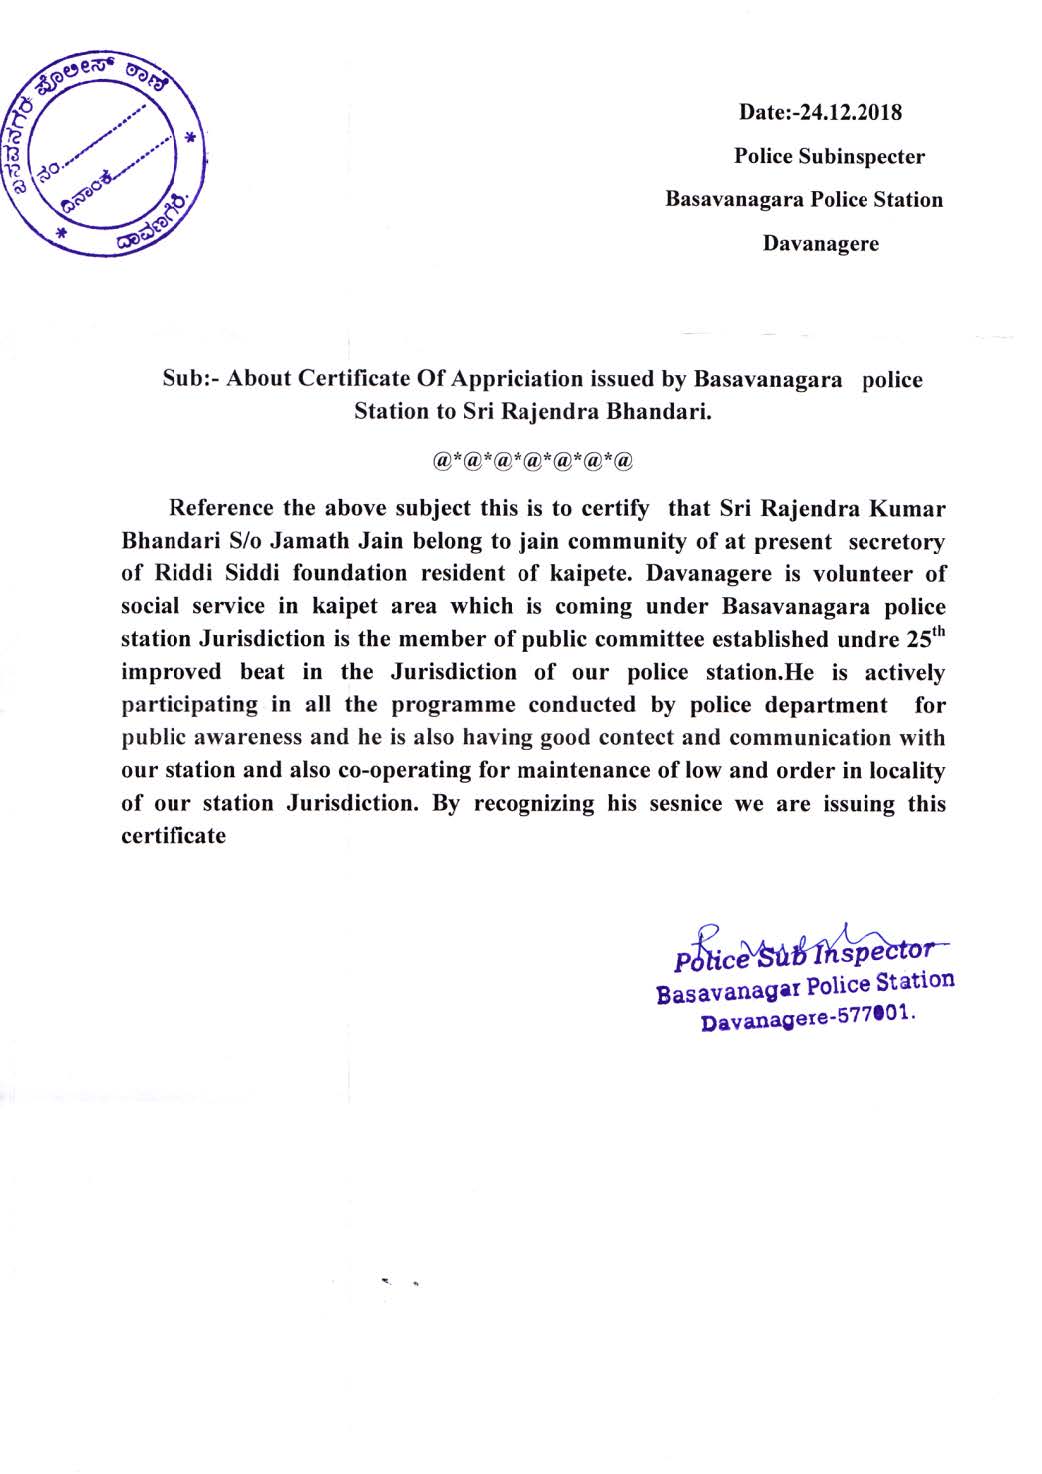 ಬಸವನಗರ ಪೊಲೀಸ್ ಠಾಣೆ
ನಂ.
ದಿನಾಂಕ
* ದಾವಣಗೆರೆ. *
Date:-24.12.2018
Police Subinspecter
Basavanagara Police Station
Davanagere
Sub:- About Certificate Of Appriciation issued by Basavanagara police
Station to Sri Rajendra Bhandari.
@*@*@*@*@*@*@
Reference the above subject this is to certify that Sri Rajendra Kumar
Bhandari S/o Jamath Jain belong to jain community of at present secretory
of Riddi Siddi foundation resident of kaipete. Davanagere is volunteer of
social service in kaipet area which is coming under Basavanagara police
station Jurisdiction is the member of public committee established undre 25th
improved beat in the Jurisdiction of our police station.He is actively
participating in all the programme conducted by police department for
public awareness and he is also having good contect and communication with
our station and also co-operating for maintenance of low and order in locality
of our station Jurisdiction. By recognizing his sesnice we are issuing this
certificate
Police Sub Inspector
Basavanagar Police Station
Davanagere-577001.